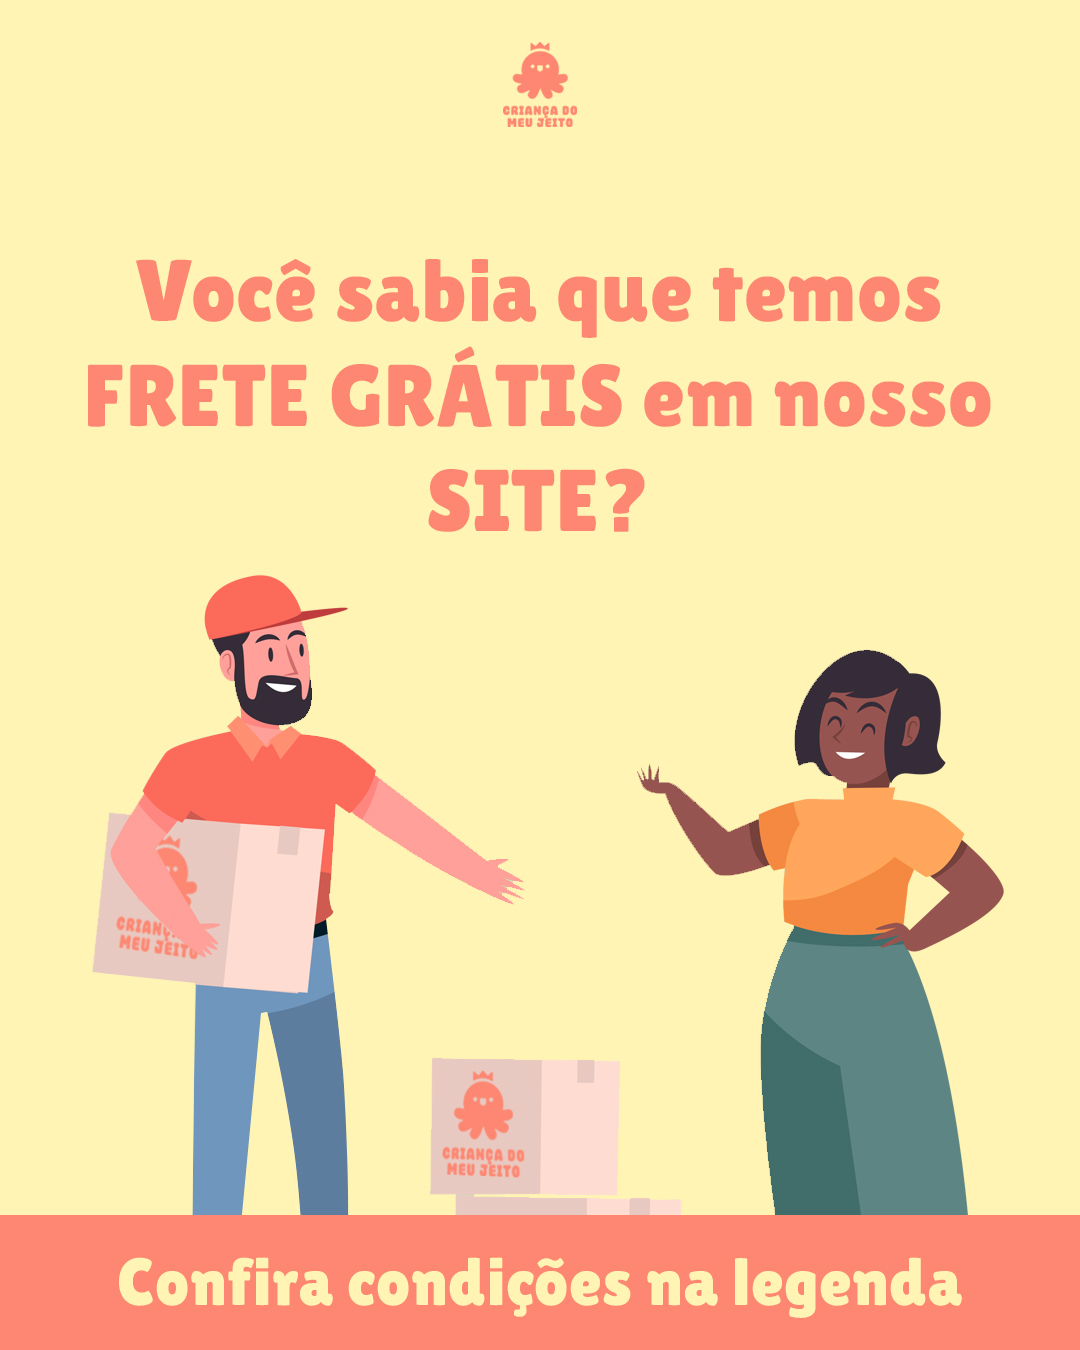 CRIANÇA DO
MEU JEITO
Você sabia que temos
FRETE GRÁTIS em nosso
SITE?
CRIANÇ
MEU JEITO
CRIANÇA DO
MEU JEITO
Confira condições na legenda